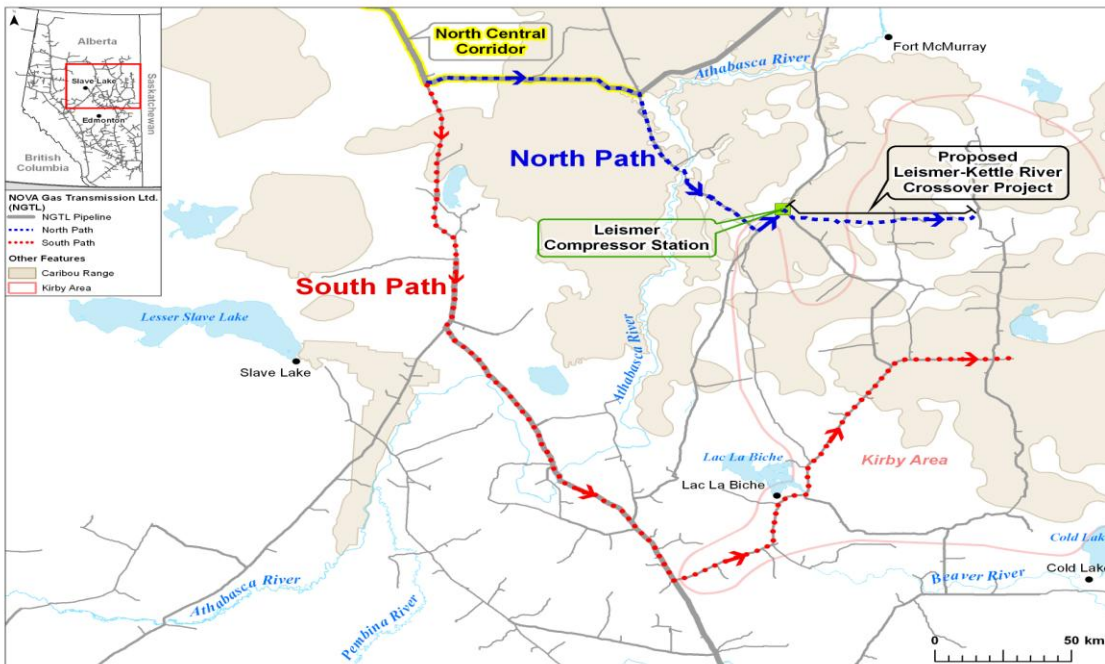 Alberta
Slave Lake
Edmonton
British
Columbia
Saskatchewan
NOVA Gas Transmission Ltd.
(NGTL)
NGTL Pipeline
North Path
South Path
Other Features
Caribou Range
Kirby Area
North Central
Corridor
Fort McMurray
Athabasca River
North Path
Proposed
Leismer-Kettle River
Crossover Project
Leismer
Compressor Station
South Path
Lesser Slave Lake
Slave Lake
Athabasca River
Kirby Area
Lac La Biche
Lac La Biche
Cold Lake
Cold Lake
Beaver River
Athabasca River
Pembina River
0 50 km